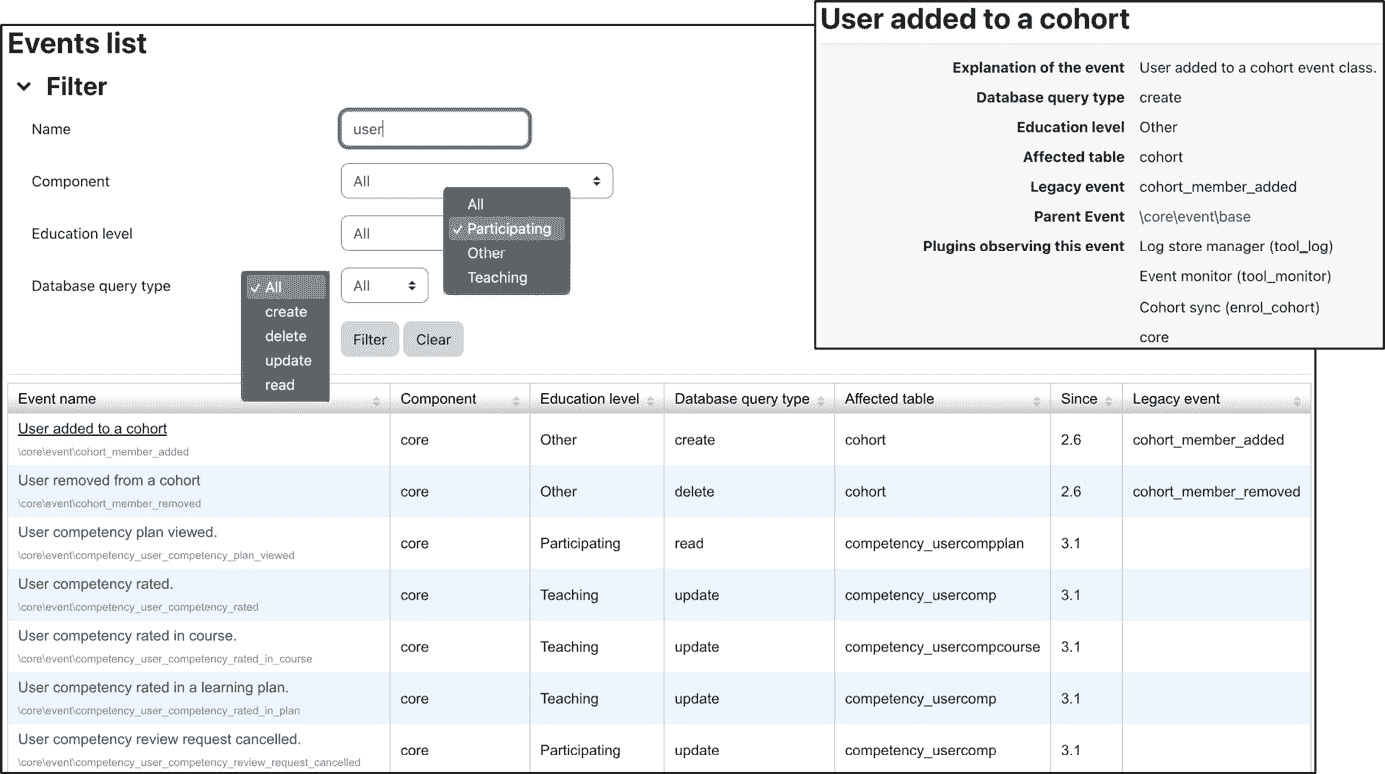 Events list
Filter
Name
user
Component
All
Education level
All
All
Participating
Other
Teaching
Database query type
All
All
create
delete
update
read
Filter
Clear
User added to a cohort
Explanation of the event User added to a cohort event class.
Database query type create
Education level Other
Affected table cohort
Legacy event cohort_member_added
Parent Event \core\event\base
Plugins observing this event Log store manager (tool_log)
Event monitor (tool_monitor)
Cohort sync (enrol_cohort)
core
Event name Component Education level Database query type Affected table Since Legacy event
User added to a cohort
\core\event\cohort_member_added
core Other create cohort 2.6 cohort_member_added
User removed from a cohort
\core\event\cohort_member_removed
core Other delete cohort 2.6 cohort_member_removed
User competency plan viewed.
\core\event\competency_user_competency_plan_viewed
core Participating read competency_usercompplan 3.1
User competency rated.
\core\event\competency_user_competency_rated
core Teaching update competency_usercomp 3.1
User competency rated in course.
\core\event\competency_user_competency_rated_in_course
core Teaching update competency_usercompcourse 3.1
User competency rated in a learning plan.
\core\event\competency_user_competency_rated_in_plan
core Teaching update competency_usercomp 3.1
User competency review request cancelled.
\core\event\competency_user_competency_review_request_cancelled
core Participating update competency_usercomp 3.1